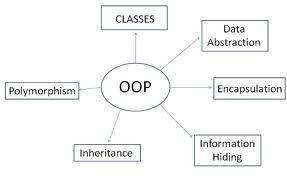 CLASSES
Data
Abstraction
Polymorphism
OOP
Encapsulation
Inheritance
Information
Hiding